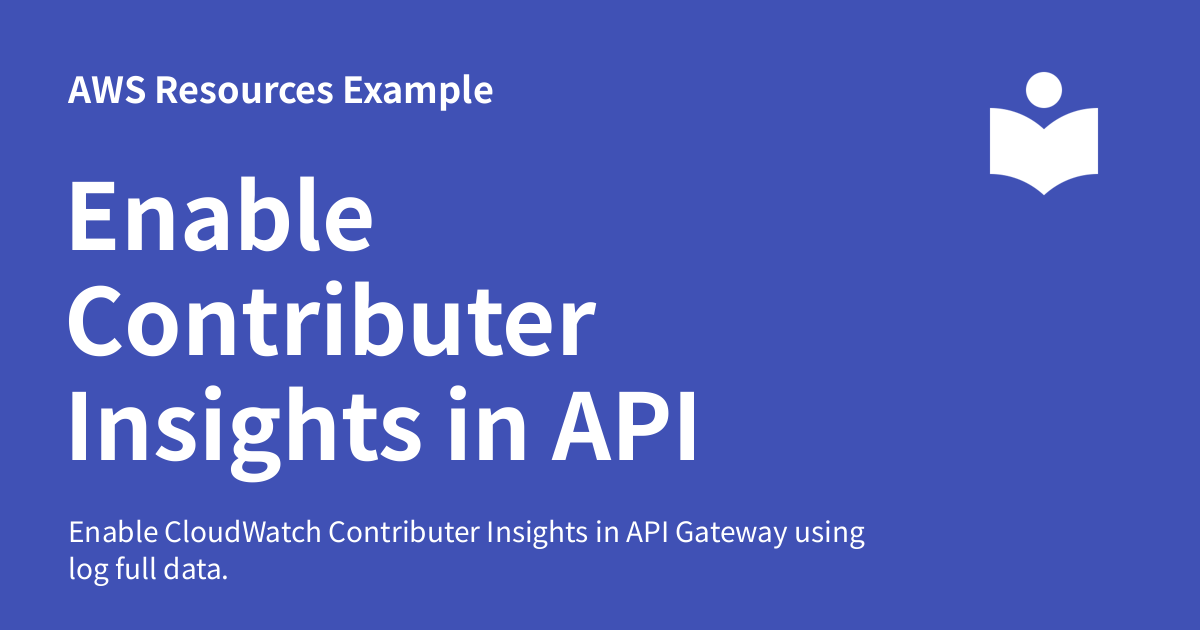 AWS Resources Example
Enable
Contributer
Insights in API
Enable CloudWatch Contributer Insights in API Gateway using
log full data.